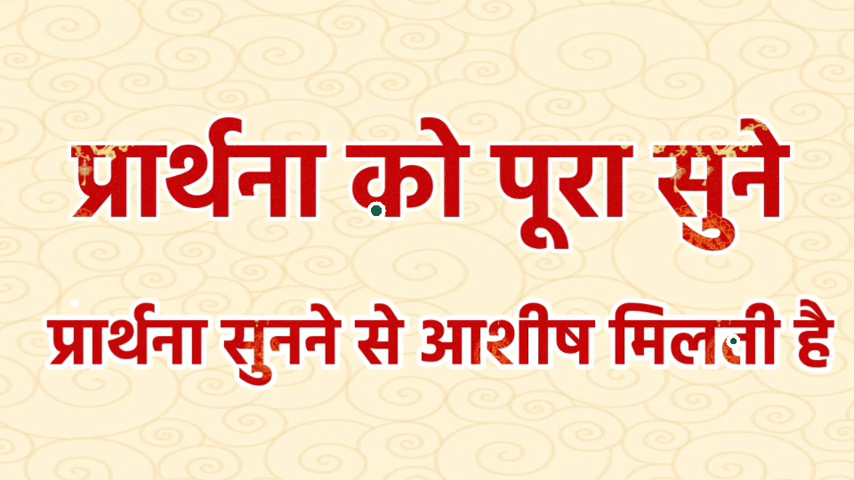 प्रार्थना को पूरा सुने
प्रार्थना सुनने से आशीष मिलती है